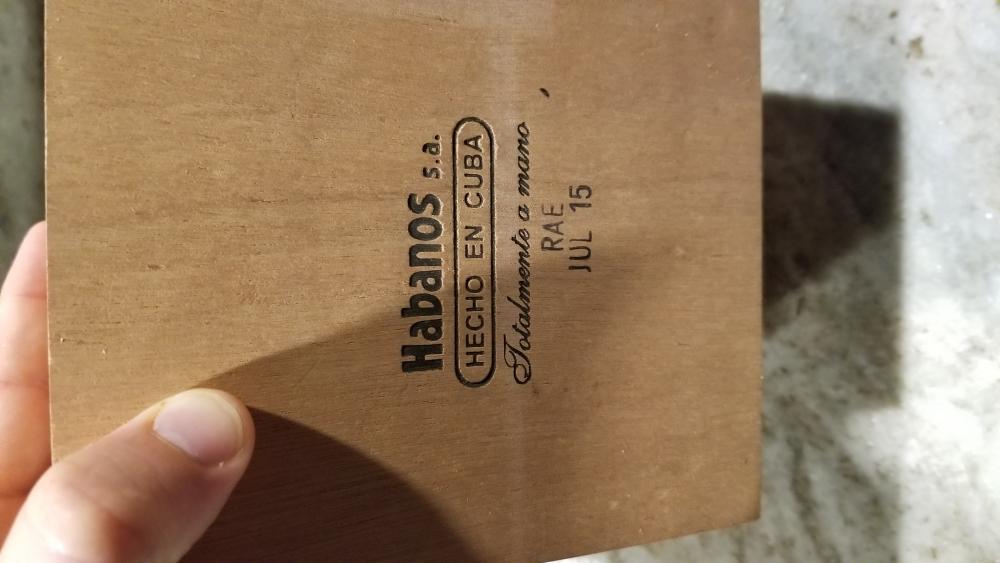 Habanos s.a.
HECHO EN CUBA
Totalmente a mano
RAE
JUL 15